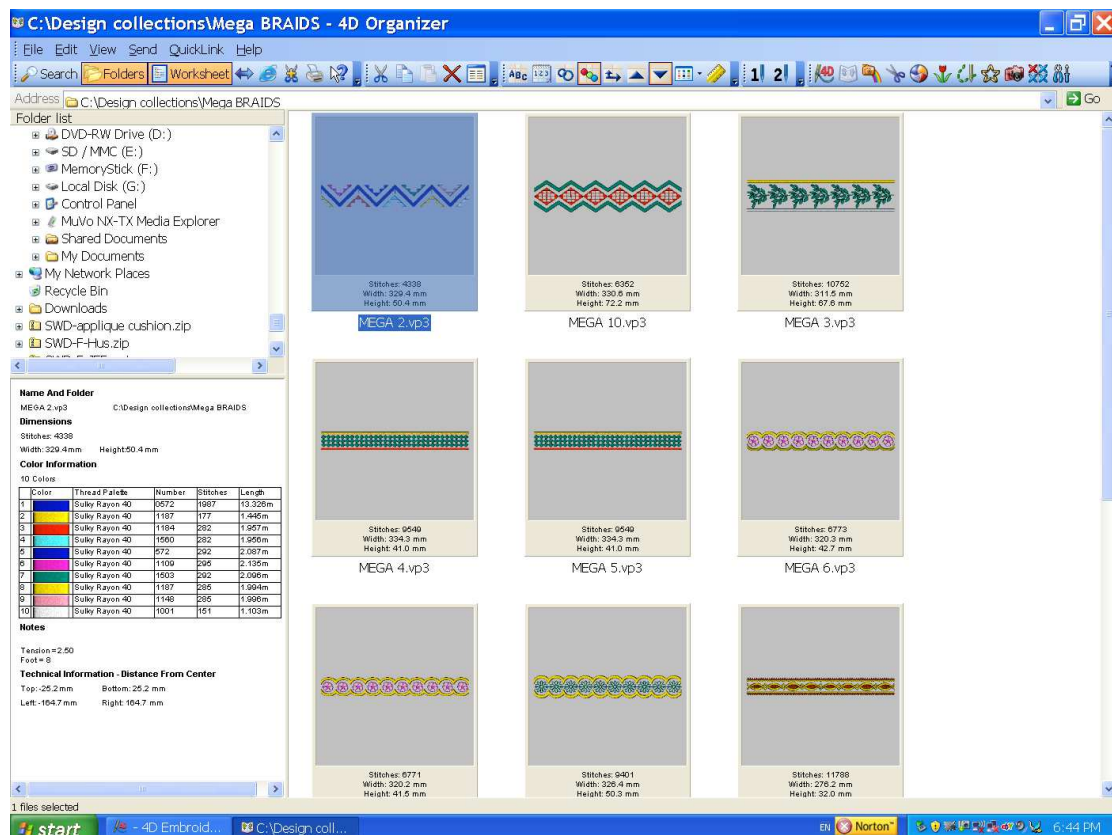 C:\Design collections\Mega BRAIDS - 4D Organizer
File Edit View Send QuickLink Help
Search Folders Worksheet ABC 123 1 2 4D
Address C:\Design collections\Mega BRAIDS Go
Folder list
DVD-RW Drive (D:)
SD / MMC (E:)
MemoryStick (F:)
Local Disk (G:)
Control Panel
MuVo NX-TX Media Explorer
Shared Documents
My Documents
My Network Places
Recycle Bin
Downloads
SWD-applique cushion.zip
SWD-F-Hus.zip
Name And Folder
MEGA 2.vp3 C:\Design collections\Mega BRAIDS
Dimensions
Stitches: 4338
Width: 329.4 mm Height:50.4 mm
Color Information
10 Colors
Color Thread Palette Number Stitches Length
1 Sulky Rayon 40 0572 1987 13.326m
2 Sulky Rayon 40 1187 177 1.445m
3 Sulky Rayon 40 1184 282 1.957m
4 Sulky Rayon 40 1560 282 1.956m
5 Sulky Rayon 40 572 292 2.087m
6 Sulky Rayon 40 1109 295 2.135m
7 Sulky Rayon 40 1503 292 2.096m
8 Sulky Rayon 40 1187 285 1.994m
9 Sulky Rayon 40 1148 285 1.996m
10 Sulky Rayon 40 1001 151 1.103m
Notes
Tension=2.50
Foot = 8
Technical Information - Distance From Center
Top:-25.2 mm Bottom: 25.2 mm
Left:-164.7 mm Right: 164.7 mm
Stitches: 4338
Width: 329.4 mm
Height: 50.4 mm
MEGA 2.vp3
Stitches: 6352
Width: 330.6 mm
Height: 72.2 mm
MEGA 10.vp3
Stitches: 10752
Width: 311.5 mm
Height: 67.6 mm
MEGA 3.vp3
Stitches: 9549
Width: 334.3 mm
Height: 41.0 mm
MEGA 4.vp3
Stitches: 9549
Width: 334.3 mm
Height: 41.0 mm
MEGA 5.vp3
Stitches: 6773
Width: 320.3 mm
Height: 42.7 mm
MEGA 6.vp3
Stitches: 6771
Width: 320.2 mm
Height: 41.5 mm
Stitches: 9401
Width: 326.4 mm
Height: 50.3 mm
Stitches: 11788
Width: 276.2 mm
Height: 32.0 mm
1 files selected
start - 4D Embroid... C:\Design coll... EN Norton 6:44 PM